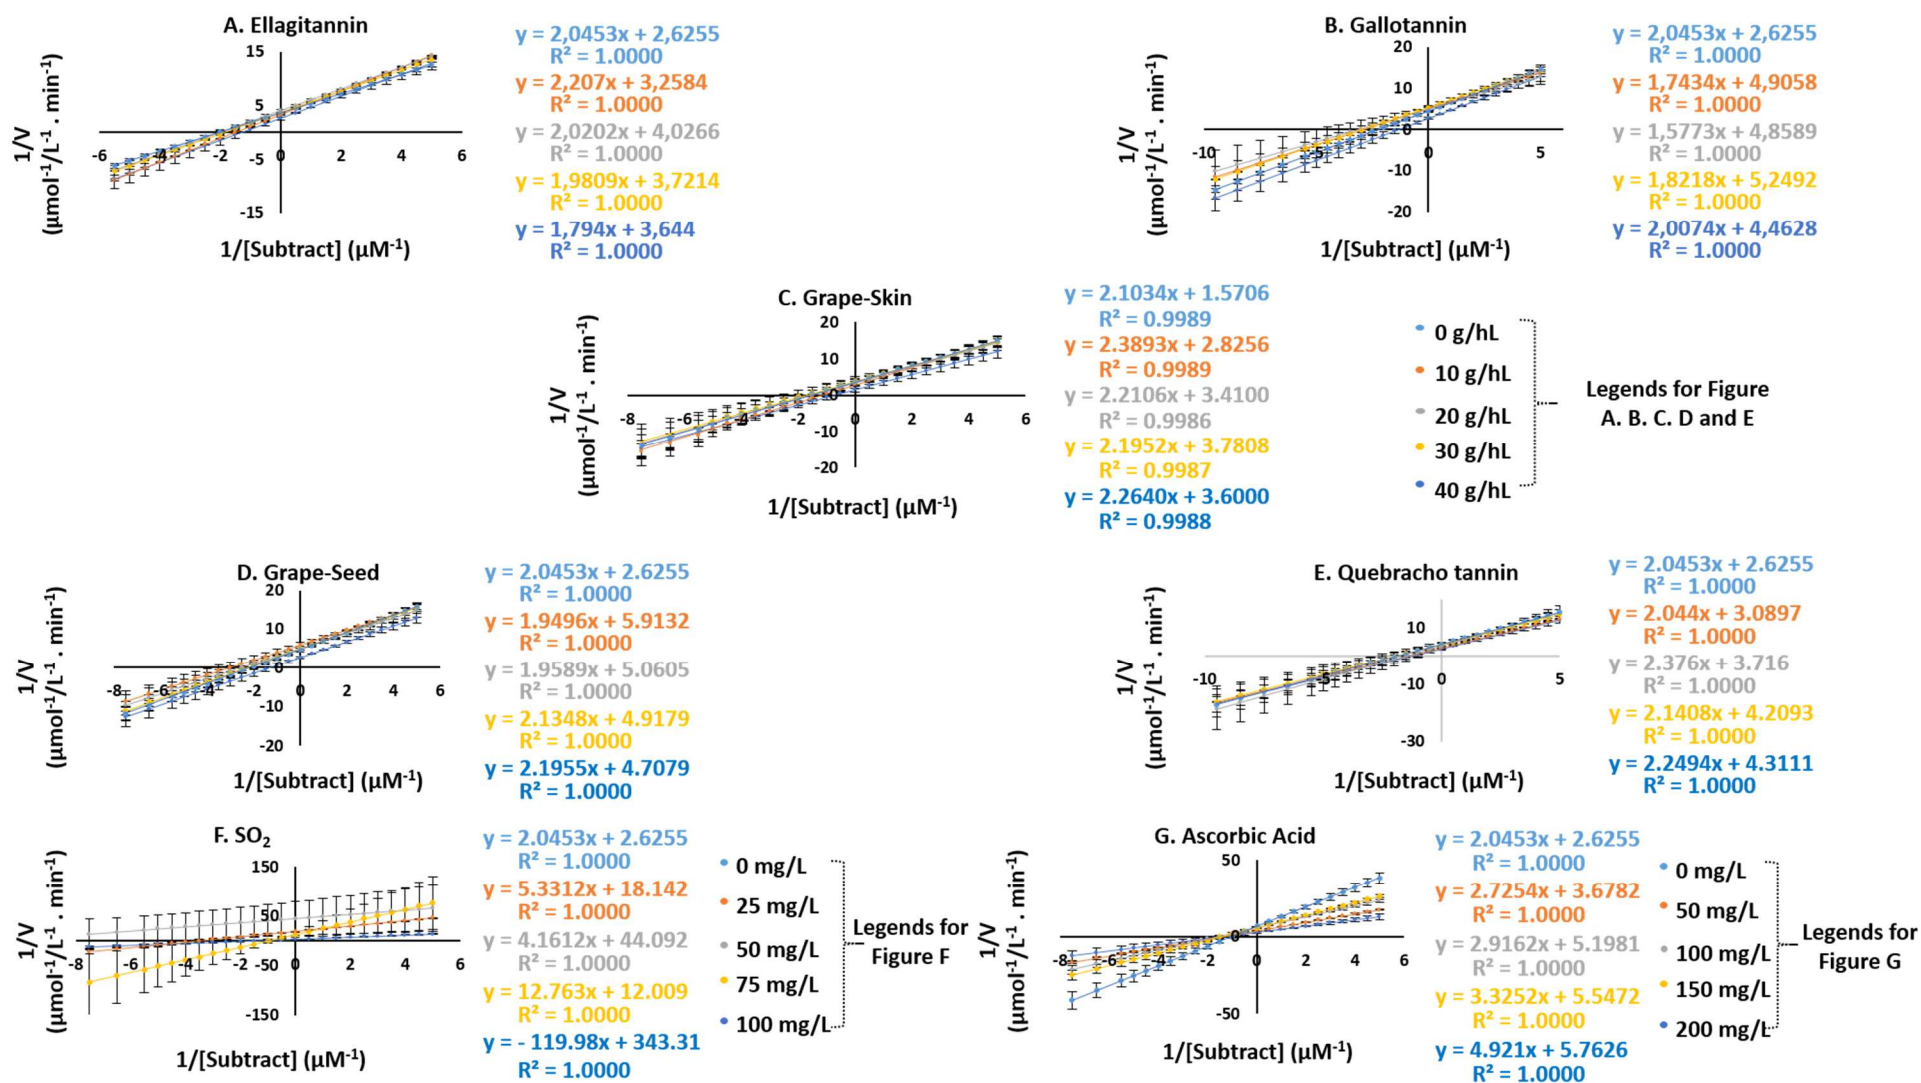 A. Ellagitannin
15
5
-5
-15
-6
-4
-2
0
2
4
6
1/V
(µmol⁻¹/L⁻¹ . min⁻¹)
1/[Subtract] (µM⁻¹)
y = 2,0453x + 2,6255
R² = 1.0000
y = 2,207x + 3,2584
R² = 1.0000
y = 2,0202x + 4,0266
R² = 1.0000
y = 1,9809x + 3,7214
R² = 1.0000
y = 1,794x + 3,644
R² = 1.0000
B. Gallotannin
20
10
0
-10
-20
-10
-5
0
5
1/V
(µmol⁻¹/L⁻¹ . min⁻¹)
1/[Subtract] (µM⁻¹)
y = 2,0453x + 2,6255
R² = 1.0000
y = 1,7434x + 4,9058
R² = 1.0000
y = 1,5773x + 4,8589
R² = 1.0000
y = 1,8218x + 5,2492
R² = 1.0000
y = 2,0074x + 4,4628
R² = 1.0000
C. Grape-Skin
20
10
0
-10
-20
-8
-6
-4
-2
0
2
4
6
1/V
(µmol⁻¹/L⁻¹ . min⁻¹)
1/[Subtract] (µM⁻¹)
y = 2.1034x + 1.5706
R² = 0.9989
y = 2.3893x + 2.8256
R² = 0.9989
y = 2.2106x + 3.4100
R² = 0.9986
y = 2.1952x + 3.7808
R² = 0.9987
y = 2.2640x + 3.6000
R² = 0.9988
0 g/hL
10 g/hL
20 g/hL
30 g/hL
40 g/hL
Legends for Figure
A. B. C. D and E
D. Grape-Seed
20
10
0
-10
-20
-8
-6
-4
-2
0
2
4
6
1/V
(µmol⁻¹/L⁻¹ . min⁻¹)
1/[Subtract] (µM⁻¹)
y = 2.0453x + 2.6255
R² = 1.0000
y = 1.9496x + 5.9132
R² = 1.0000
y = 1.9589x + 5.0605
R² = 1.0000
y = 2.1348x + 4.9179
R² = 1.0000
y = 2.1955x + 4.7079
R² = 1.0000
E. Quebracho tannin
10
-10
-30
-10
-5
0
5
1/V
(µmol⁻¹/L⁻¹ . min⁻¹)
1/[Subtract] (µM⁻¹)
y = 2.0453x + 2.6255
R² = 1.0000
y = 2.044x + 3.0897
R² = 1.0000
y = 2.376x + 3.716
R² = 1.0000
y = 2.1408x + 4.2093
R² = 1.0000
y = 2.2494x + 4.3111
R² = 1.0000
F. SO₂
150
50
-50
-150
-8
-6
-4
-2
0
2
4
6
1/V
(µmol⁻¹/L⁻¹ . min⁻¹)
1/[Subtract] (µM⁻¹)
y = 2.0453x + 2.6255
R² = 1.0000
y = 5.3312x + 18.142
R² = 1.0000
y = 4.1612x + 44.092
R² = 1.0000
y = 12.763x + 12.009
R² = 1.0000
y = - 119.98x + 343.31
R² = 1.0000
0 mg/L
25 mg/L
50 mg/L
75 mg/L
100 mg/L
Legends for
Figure F
G. Ascorbic Acid
50
0
-50
-8
-6
-4
-2
0
2
4
6
1/V
(µmol⁻¹/L⁻¹ . min⁻¹)
1/[Subtract] (µM⁻¹)
y = 2.0453x + 2.6255
R² = 1.0000
y = 2.7254x + 3.6782
R² = 1.0000
y = 2.9162x + 5.1981
R² = 1.0000
y = 3.3252x + 5.5472
R² = 1.0000
y = 4.921x + 5.7626
R² = 1.0000
0 mg/L
50 mg/L
100 mg/L
150 mg/L
200 mg/L
Legends for
Figure G